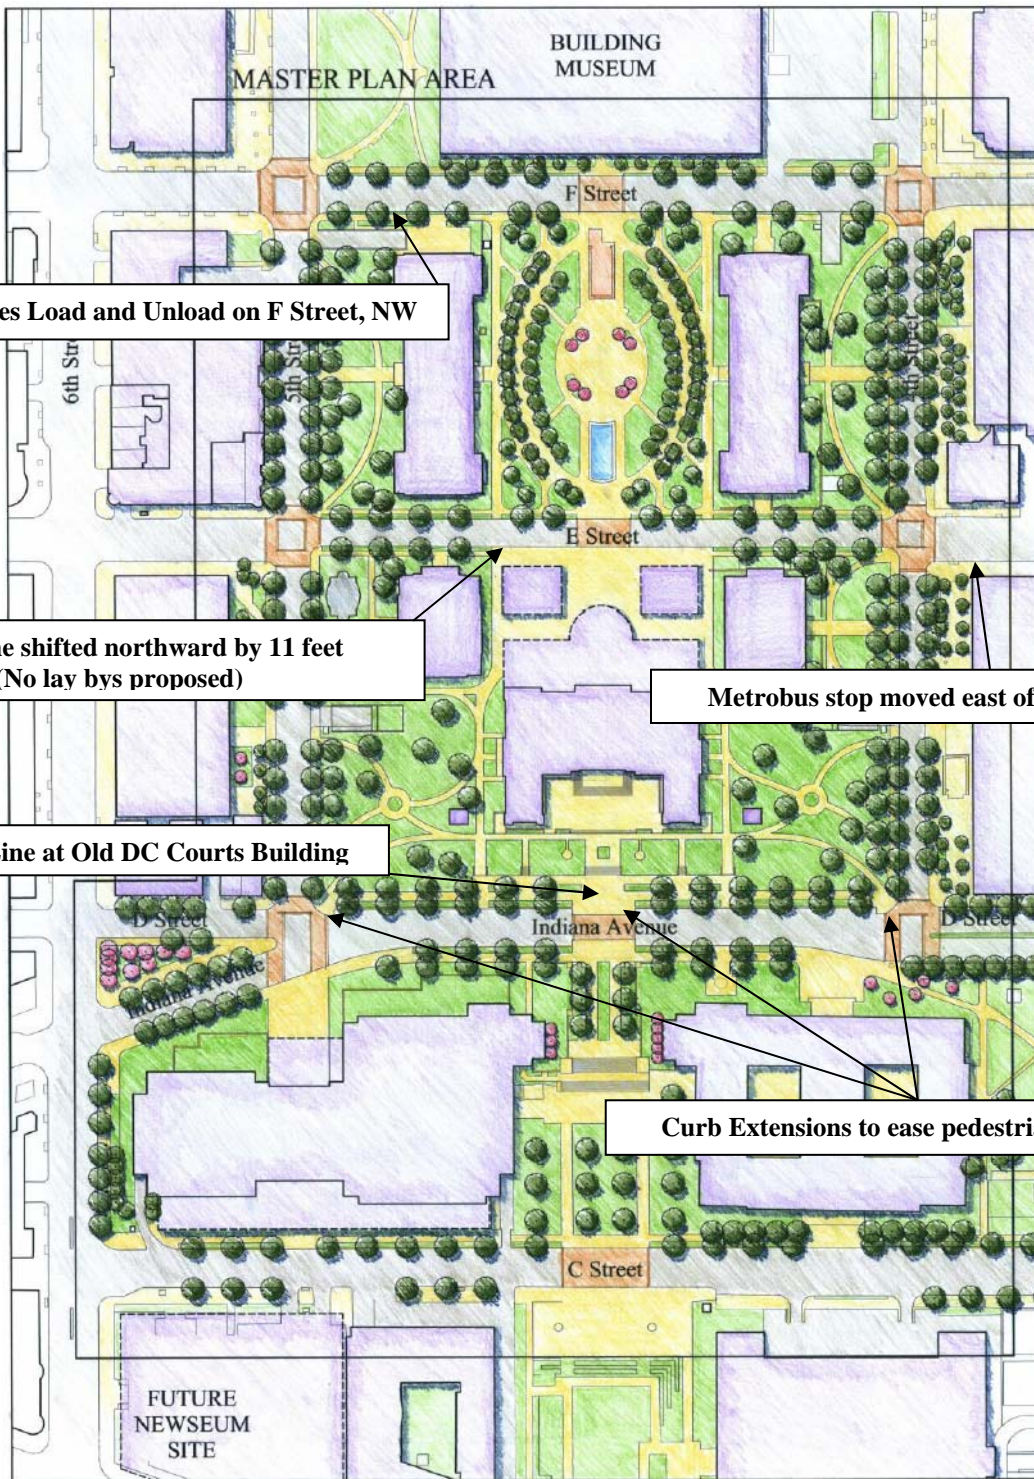 BUILDING
MUSEUM
MASTER PLAN AREA
F Street
es Load and Unload on F Street, NW
6th Str
5th Str
4th Street
E Street
e shifted northward by 11 feet
(No lay bys proposed)
Metrobus stop moved east of
ine at Old DC Courts Building
D Street
Indiana Avenue
D Street
Indiana Avenue
Curb Extensions to ease pedestri
C Street
FUTURE
NEWSEUM
SITE